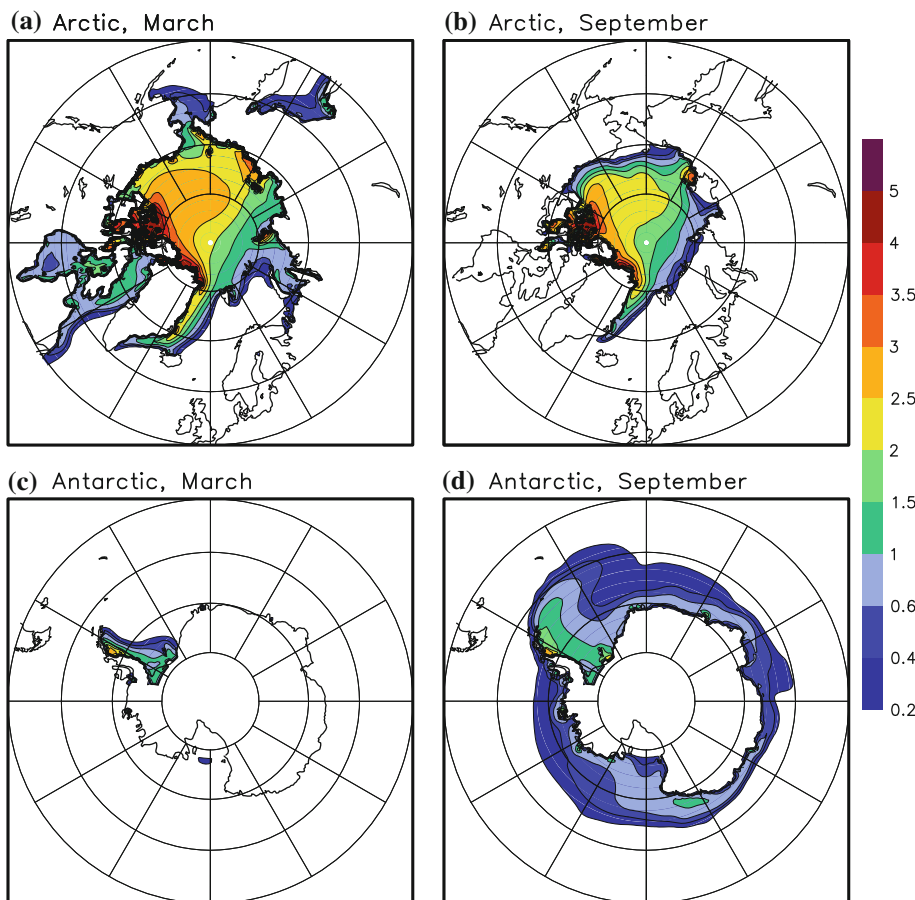 (a) Arctic, March
(b) Arctic, September
5
4
3.5
3
2.5
2
1.5
1
0.6
0.4
0.2
(c) Antarctic, March
(d) Antarctic, September